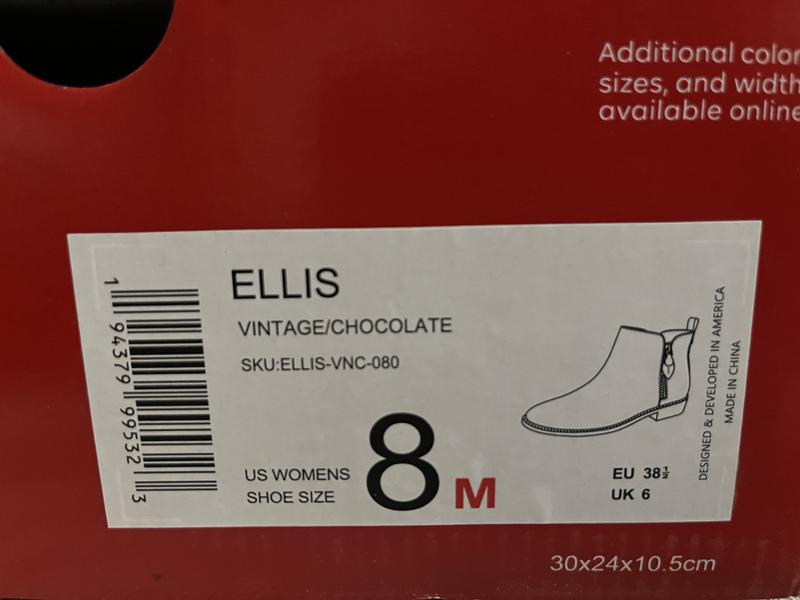 Additional color
sizes, and width
available online
ELLIS
VINTAGE/CHOCOLATE
SKU:ELLIS-VNC-080
1 94379 99532 3
US WOMENS
SHOE SIZE
8 M
EU 38½
UK 6
DESIGNED & DEVELOPED IN AMERICA
MADE IN CHINA
30x24x10.5cm